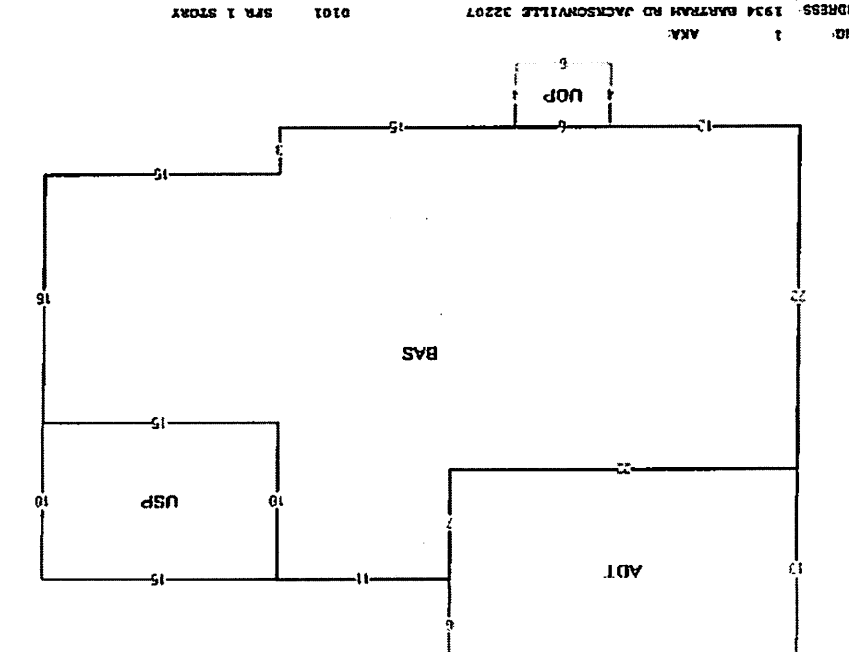 6
11 15
13 ADT
7
10 USP 10
22
15
BAS
22 16
15
3
12 6 15
4 UOP 4
6
1 AKA:
DRESS: 1934 BARTRAM RD JACKSONVILLE 32207 0101 SFR 1 STORY